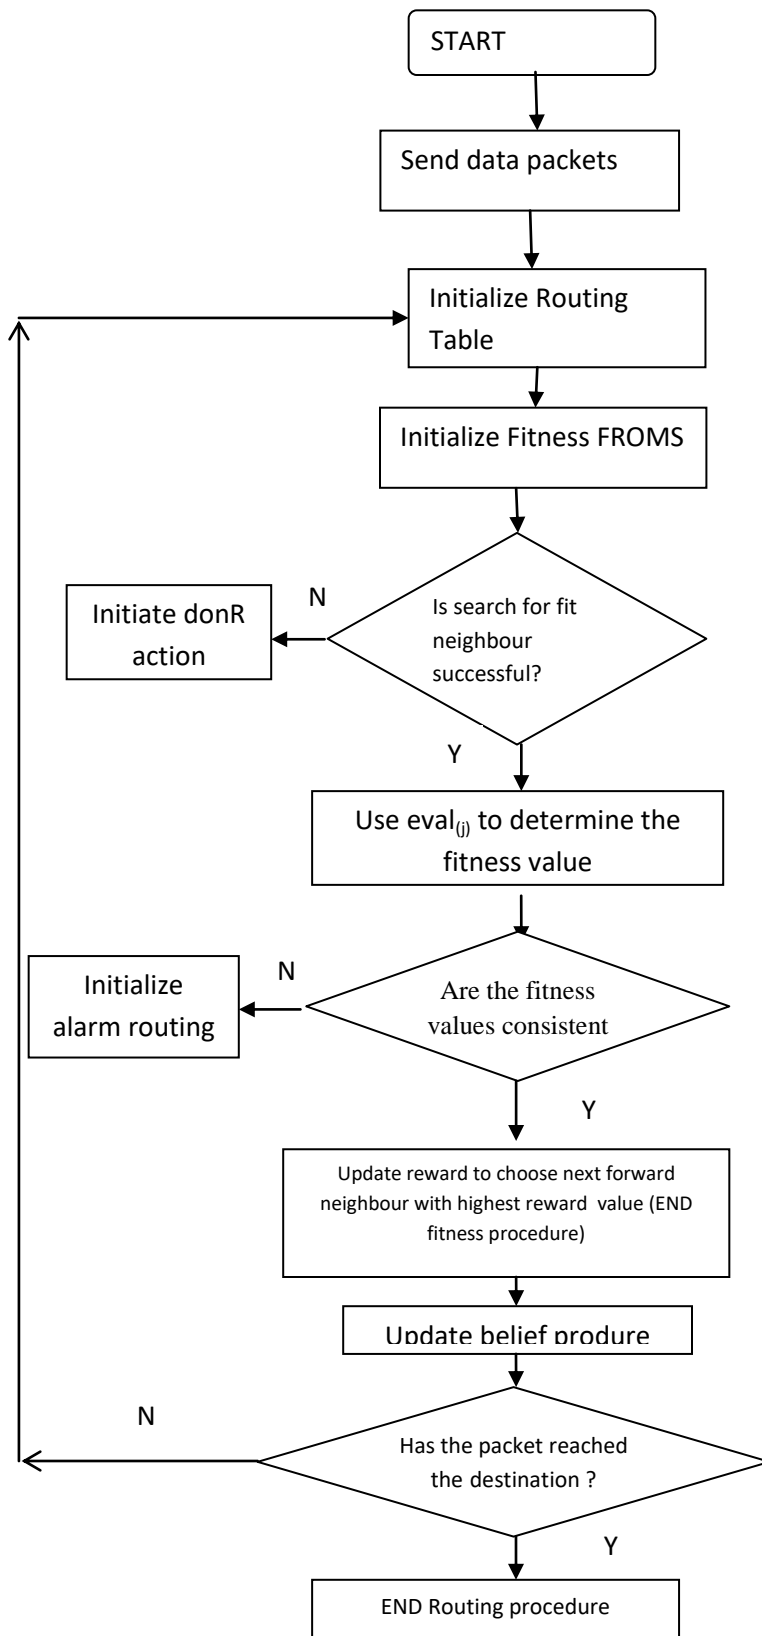 START
Send data packets
Initialize Routing
Table
Initialize Fitness FROMS
N
Is search for fit
neighbour
successful?
Initiate donR
action
Y
Use eval(j) to determine the
fitness value
N
Are the fitness
values consistent
Initialize
alarm routing
Y
Update reward to choose next forward
neighbour with highest reward value (END
fitness procedure)
Update belief produre
N
Has the packet reached
the destination ?
Y
END Routing procedure